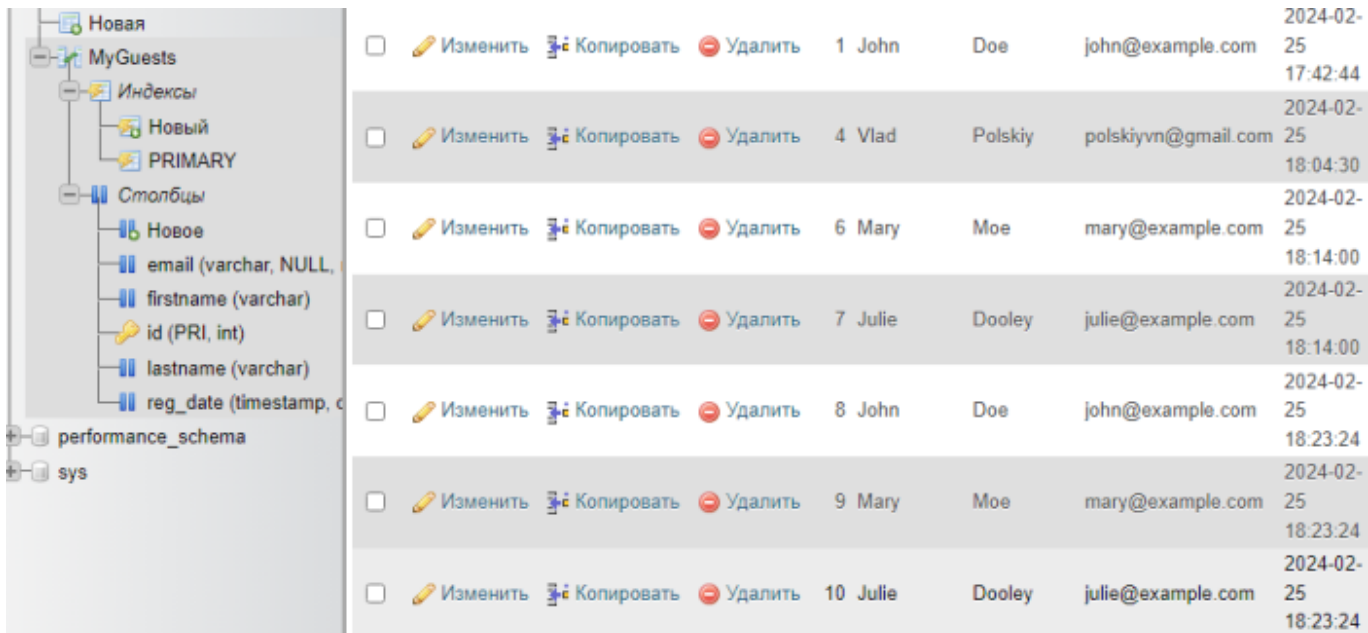 Новая
MyGuests
Индексы
Новый
PRIMARY
Столбцы
Новое
email (varchar, NULL,
firstname (varchar)
id (PRI, int)
lastname (varchar)
reg_date (timestamp,
performance_schema
sys
2024-02-
Изменить Копировать Удалить 1 John Doe john@example.com 25
17:42:44
2024-02-
Изменить Копировать Удалить 4 Vlad Polskiy polskiyvn@gmail.com 25
18:04:30
2024-02-
Изменить Копировать Удалить 6 Mary Moe mary@example.com 25
18:14:00
2024-02-
Изменить Копировать Удалить 7 Julie Dooley julie@example.com 25
18:14:00
2024-02-
Изменить Копировать Удалить 8 John Doe john@example.com 25
18:23:24
2024-02-
Изменить Копировать Удалить 9 Mary Moe mary@example.com 25
18:23:24
2024-02-
Изменить Копировать Удалить 10 Julie Dooley julie@example.com 25
18:23:24